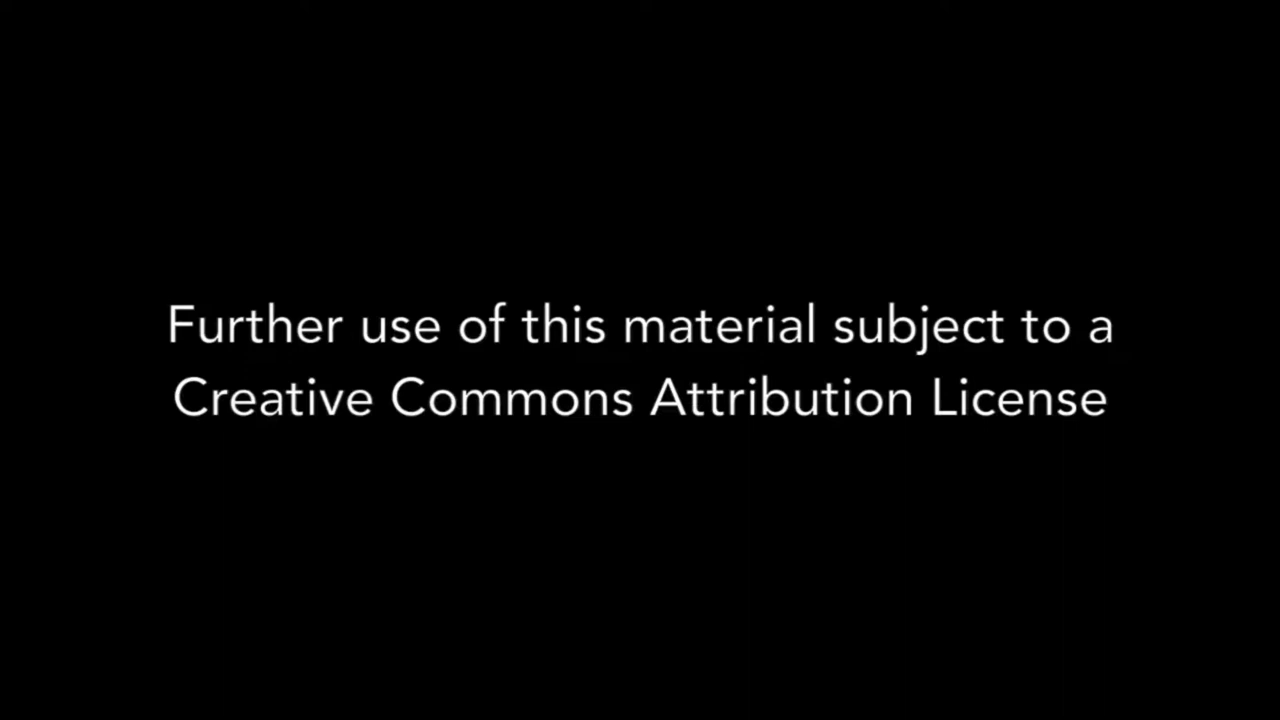 Further use of this material subject to a
Creative Commons Attribution License